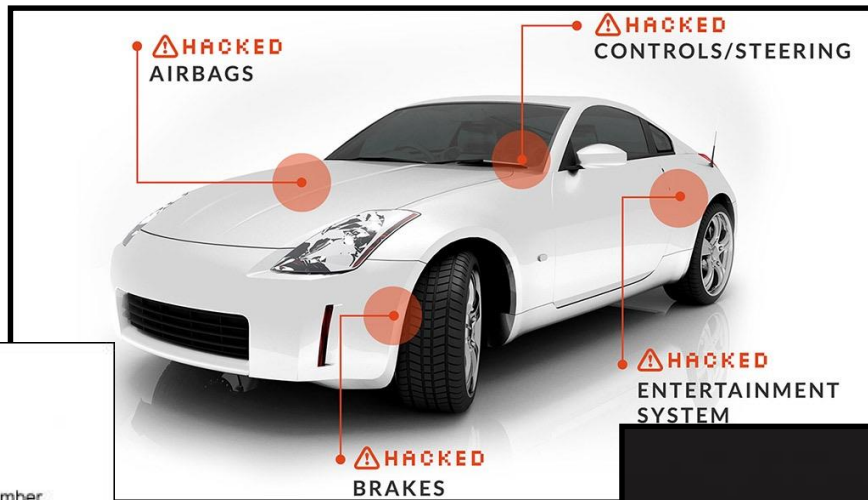 HACKED
AIRBAGS
HACKED
CONTROLS/STEERING
HACKED
ENTERTAINMENT
SYSTEM
HACKED
BRAKES